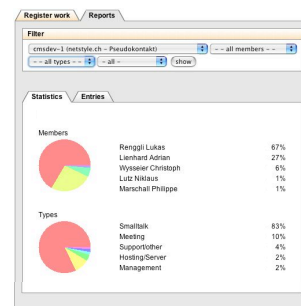 Register work Reports
Filter
cmsdev-1 (netstyle.ch - Pseudokontakt) - - all members - -
- - all types - - - all - show
Statistics Entries
Members
Renggli Lukas 67%
Lienhard Adrian 27%
Wysseier Christoph 6%
Lutz Niklaus 1%
Marschall Philippe 1%
Types
Smalltalk 83%
Meeting 10%
Support/other 4%
Hosting/Server 2%
Management 2%